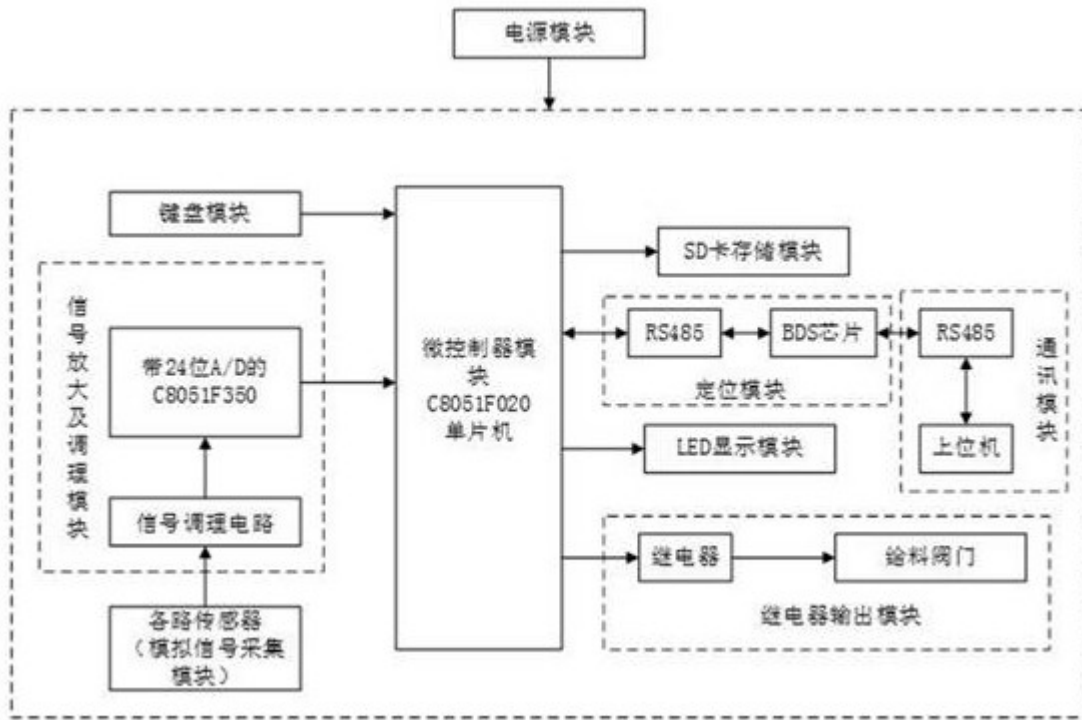 电源模块
键盘模块
信号放大及调理模块
带24位A/D的
C8051F350
信号调理电路
各路传感器
（模拟信号采集
模块）
微控制器模
块
C8051F020
单片机
SD卡存储模块
RS485
BDS芯片
定位模块
RS485
上位机
通讯模块
LED显示模块
继电器
给料阀门
继电器输出模块